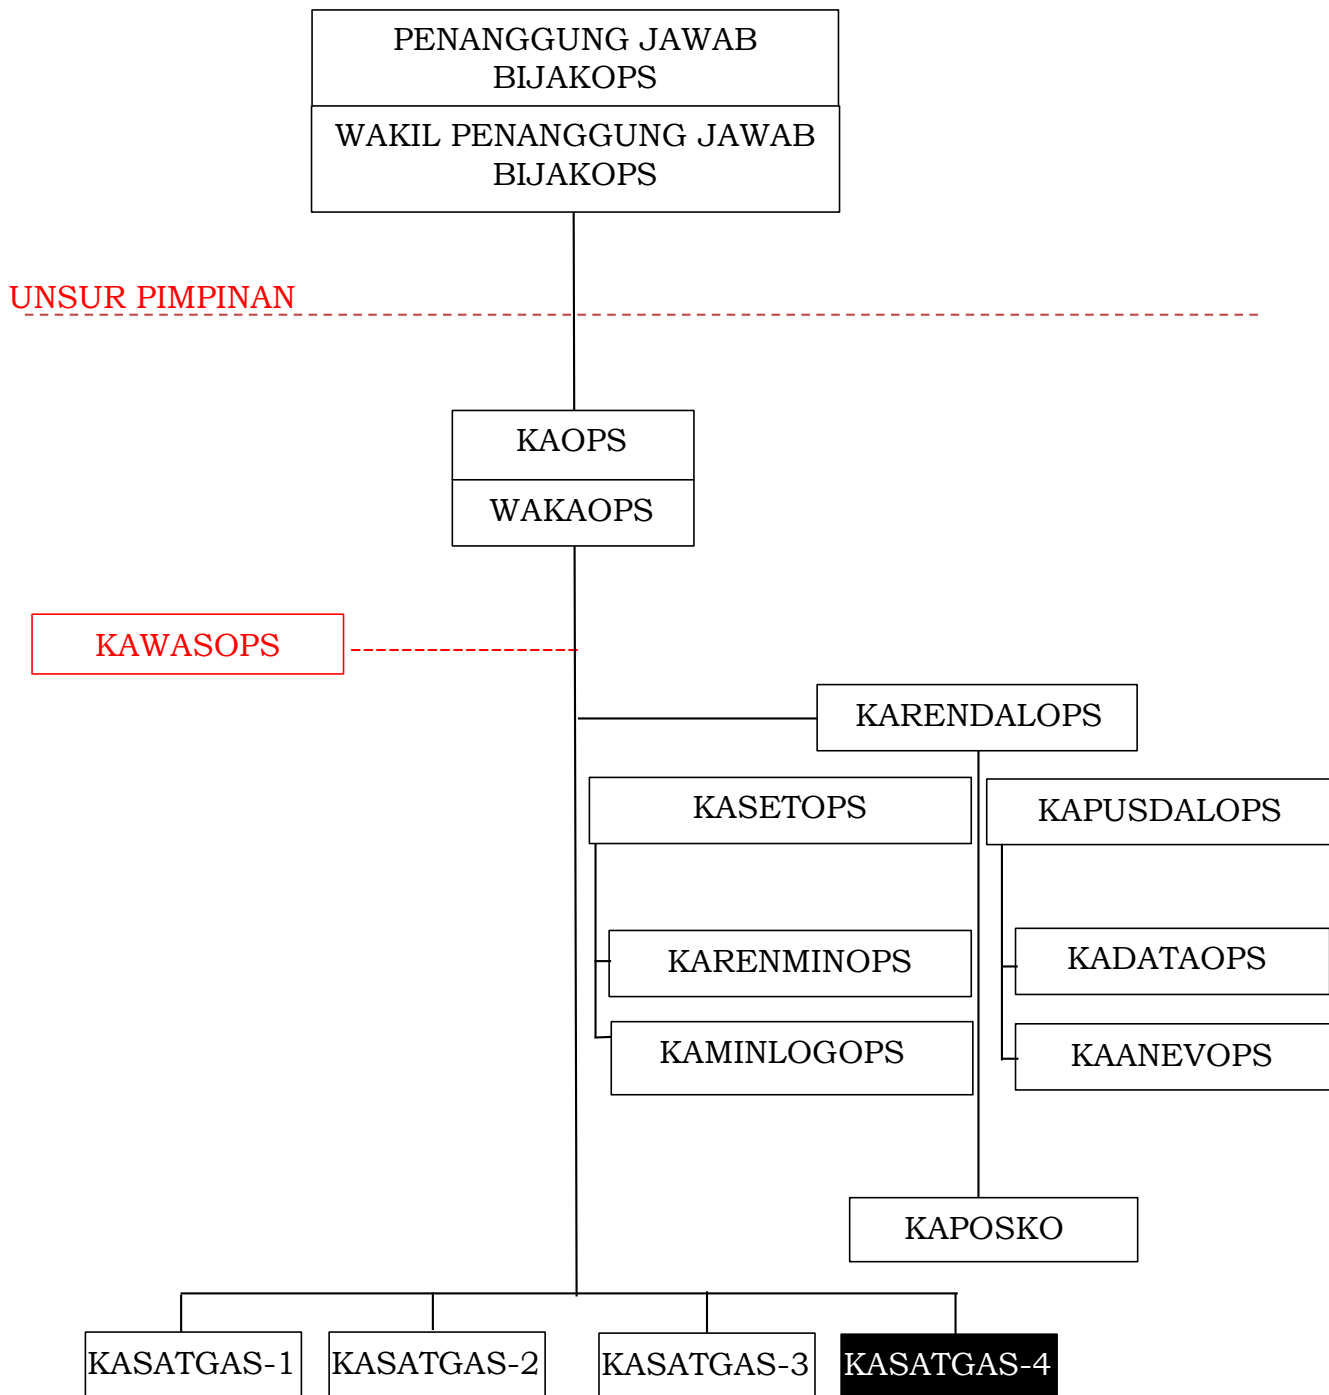 PENANGGUNG JAWAB
BIJAKOPS
WAKIL PENANGGUNG JAWAB
BIJAKOPS
UNSUR PIMPINAN
KAOPS
WAKAOPS
KAWASOPS
KARENDALOPS
KASETOPS
KAPUSDALOPS
KARENMINOPS
KADATAOPS
KAMINLOGOPS
KAANEVOPS
KAPOSKO
KASATGAS-1
KASATGAS-2
KASATGAS-3
KASATGAS-4